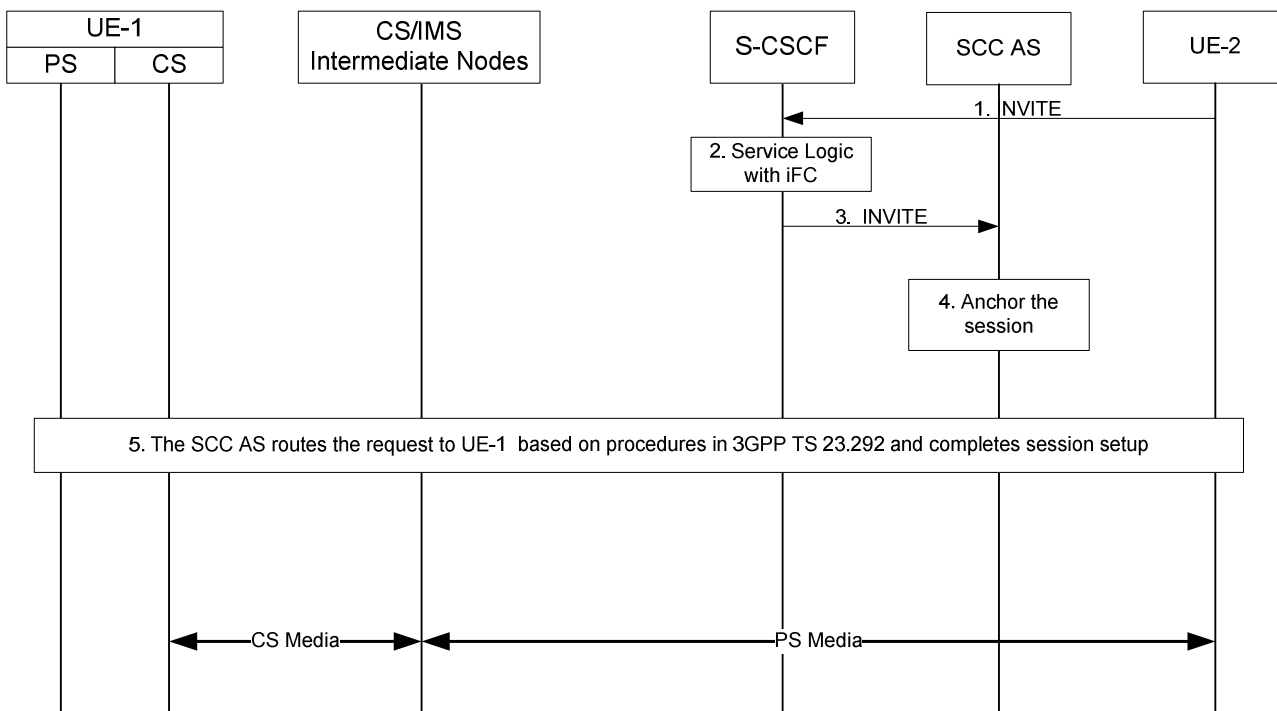 UE-1
PS CS
CS/IMS
Intermediate Nodes
S-CSCF
SCC AS
UE-2
1. INVITE
2. Service Logic
with iFC
3. INVITE
4. Anchor the
session
5. The SCC AS routes the request to UE-1 based on procedures in 3GPP TS 23.292 and completes session setup
CS Media
PS Media